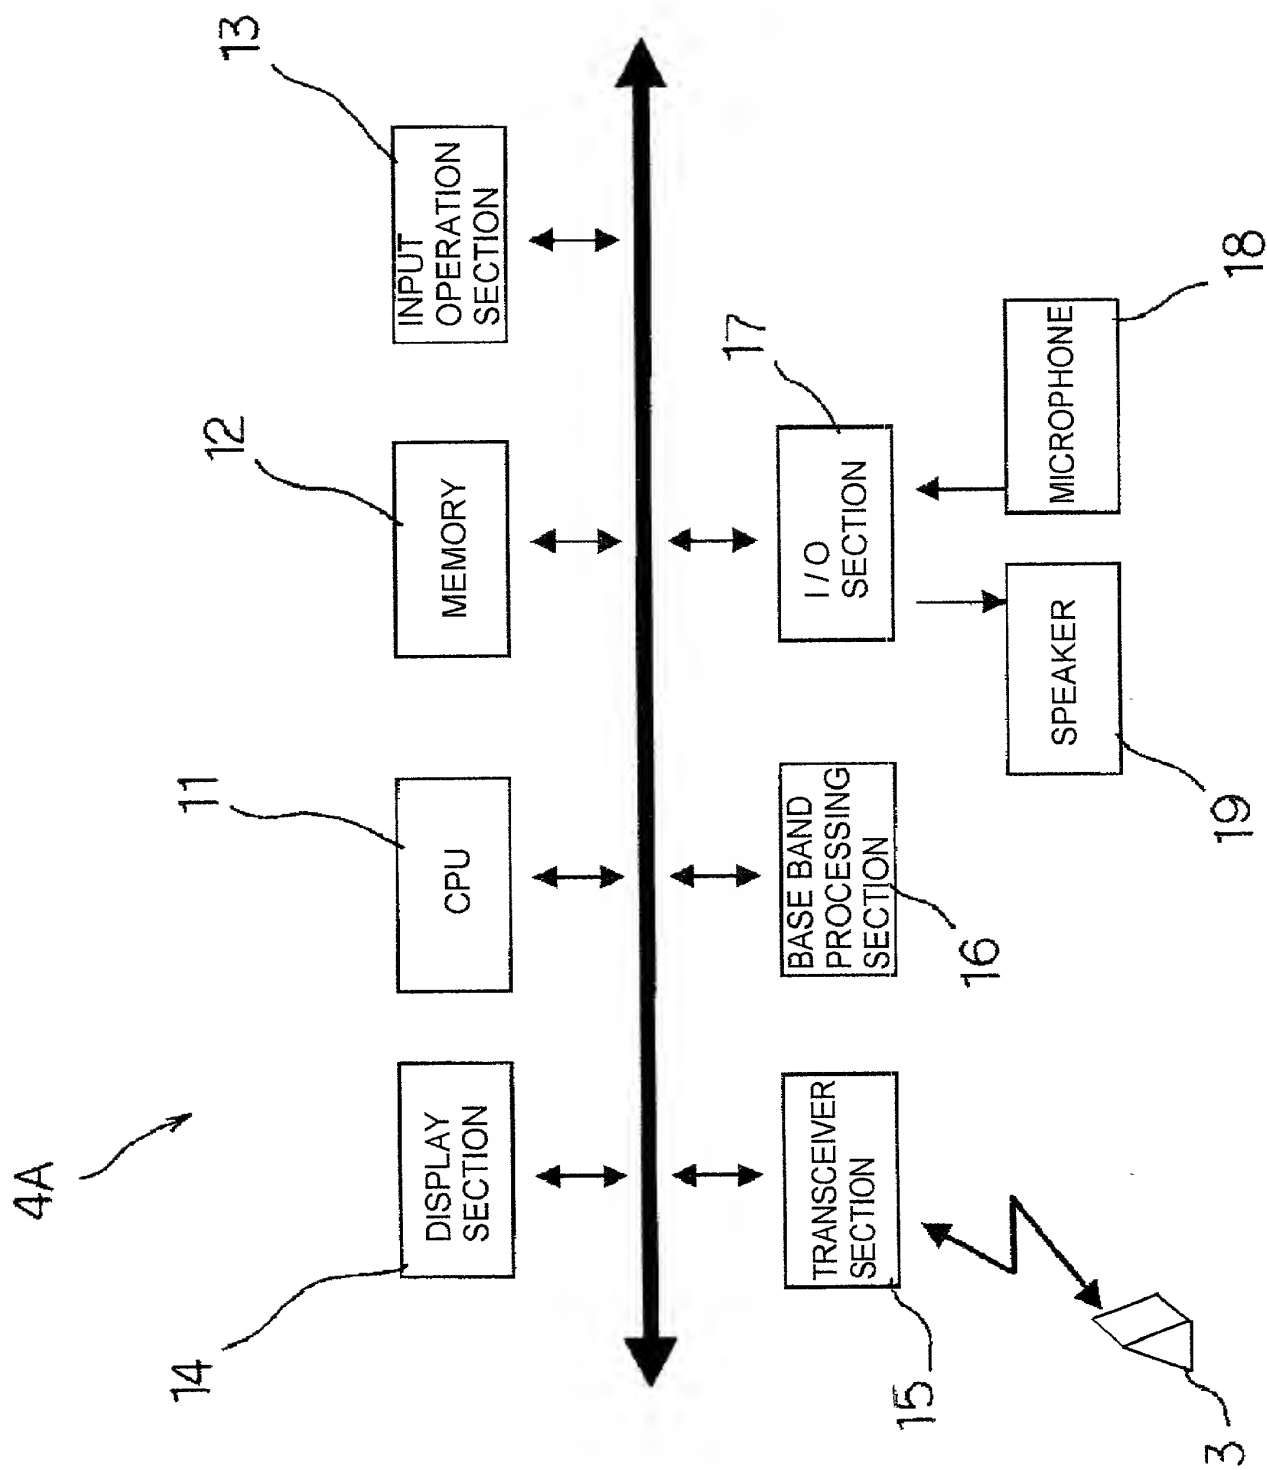 4A
14
DISPLAY
SECTION
11
CPU
12
MEMORY
13
INPUT
OPERATION
SECTION
TRANSCEIVER
SECTION
15
3
BASE BAND
PROCESSING
SECTION
16
I/O
SECTION
17
SPEAKER
19
MICROPHONE
18